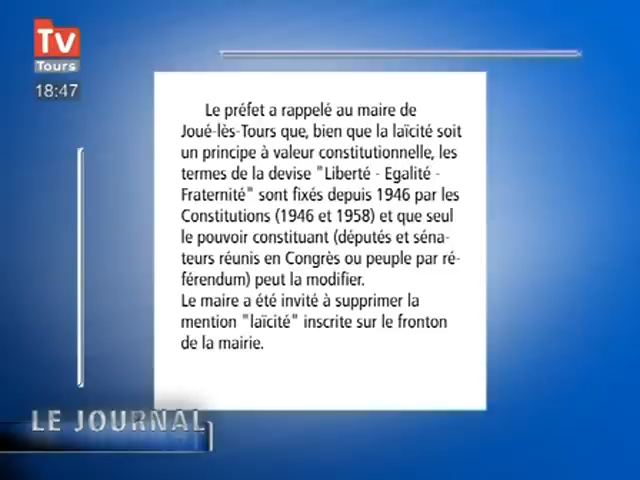 Tv
Tours
18:47
Le préfet a rappelé au maire de
Joué-lès-Tours que, bien que la laïcité soit
un principe à valeur constitutionnelle, les
termes de la devise "Liberté - Egalité -
Fraternité" sont fixés depuis 1946 par les
Constitutions (1946 et 1958) et que seul
le pouvoir constituant (députés et séna-
teurs réunis en Congrès ou peuple par ré-
férendum) peut la modifier.
Le maire a été invité à supprimer la
mention "laïcité" inscrite sur le fronton
de la mairie.
LE JOURNAL